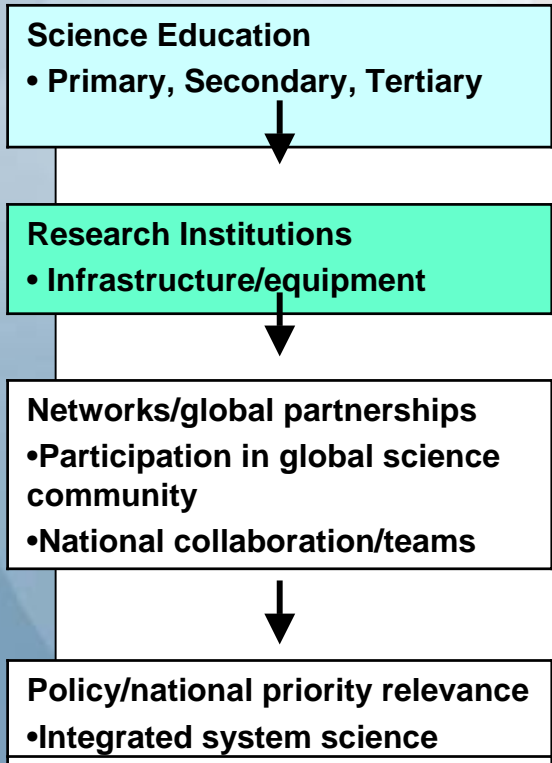 Science Education
• Primary, Secondary, Tertiary
Research Institutions
• Infrastructure/equipment
Networks/global partnerships
•Participation in global science
community
•National collaboration/teams
Policy/national priority relevance
•Integrated system science